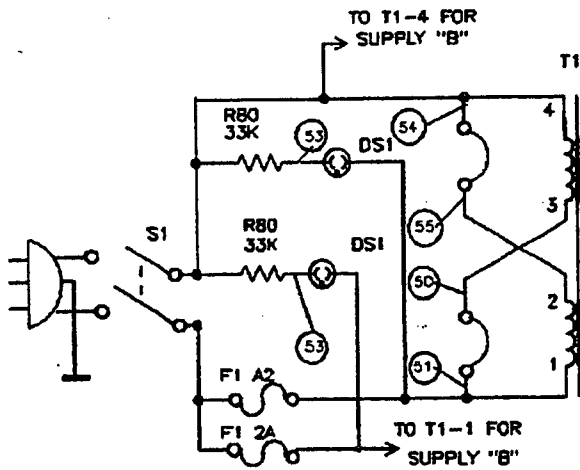 TO T1-4 FOR
SUPPLY "B"
T1
R80
33K
53
DS1
54
4
55
3
S1
R80
33K
DS1
50
2
53
51
1
F1 A2
F1 2A
TO T1-1 FOR
SUPPLY "B"